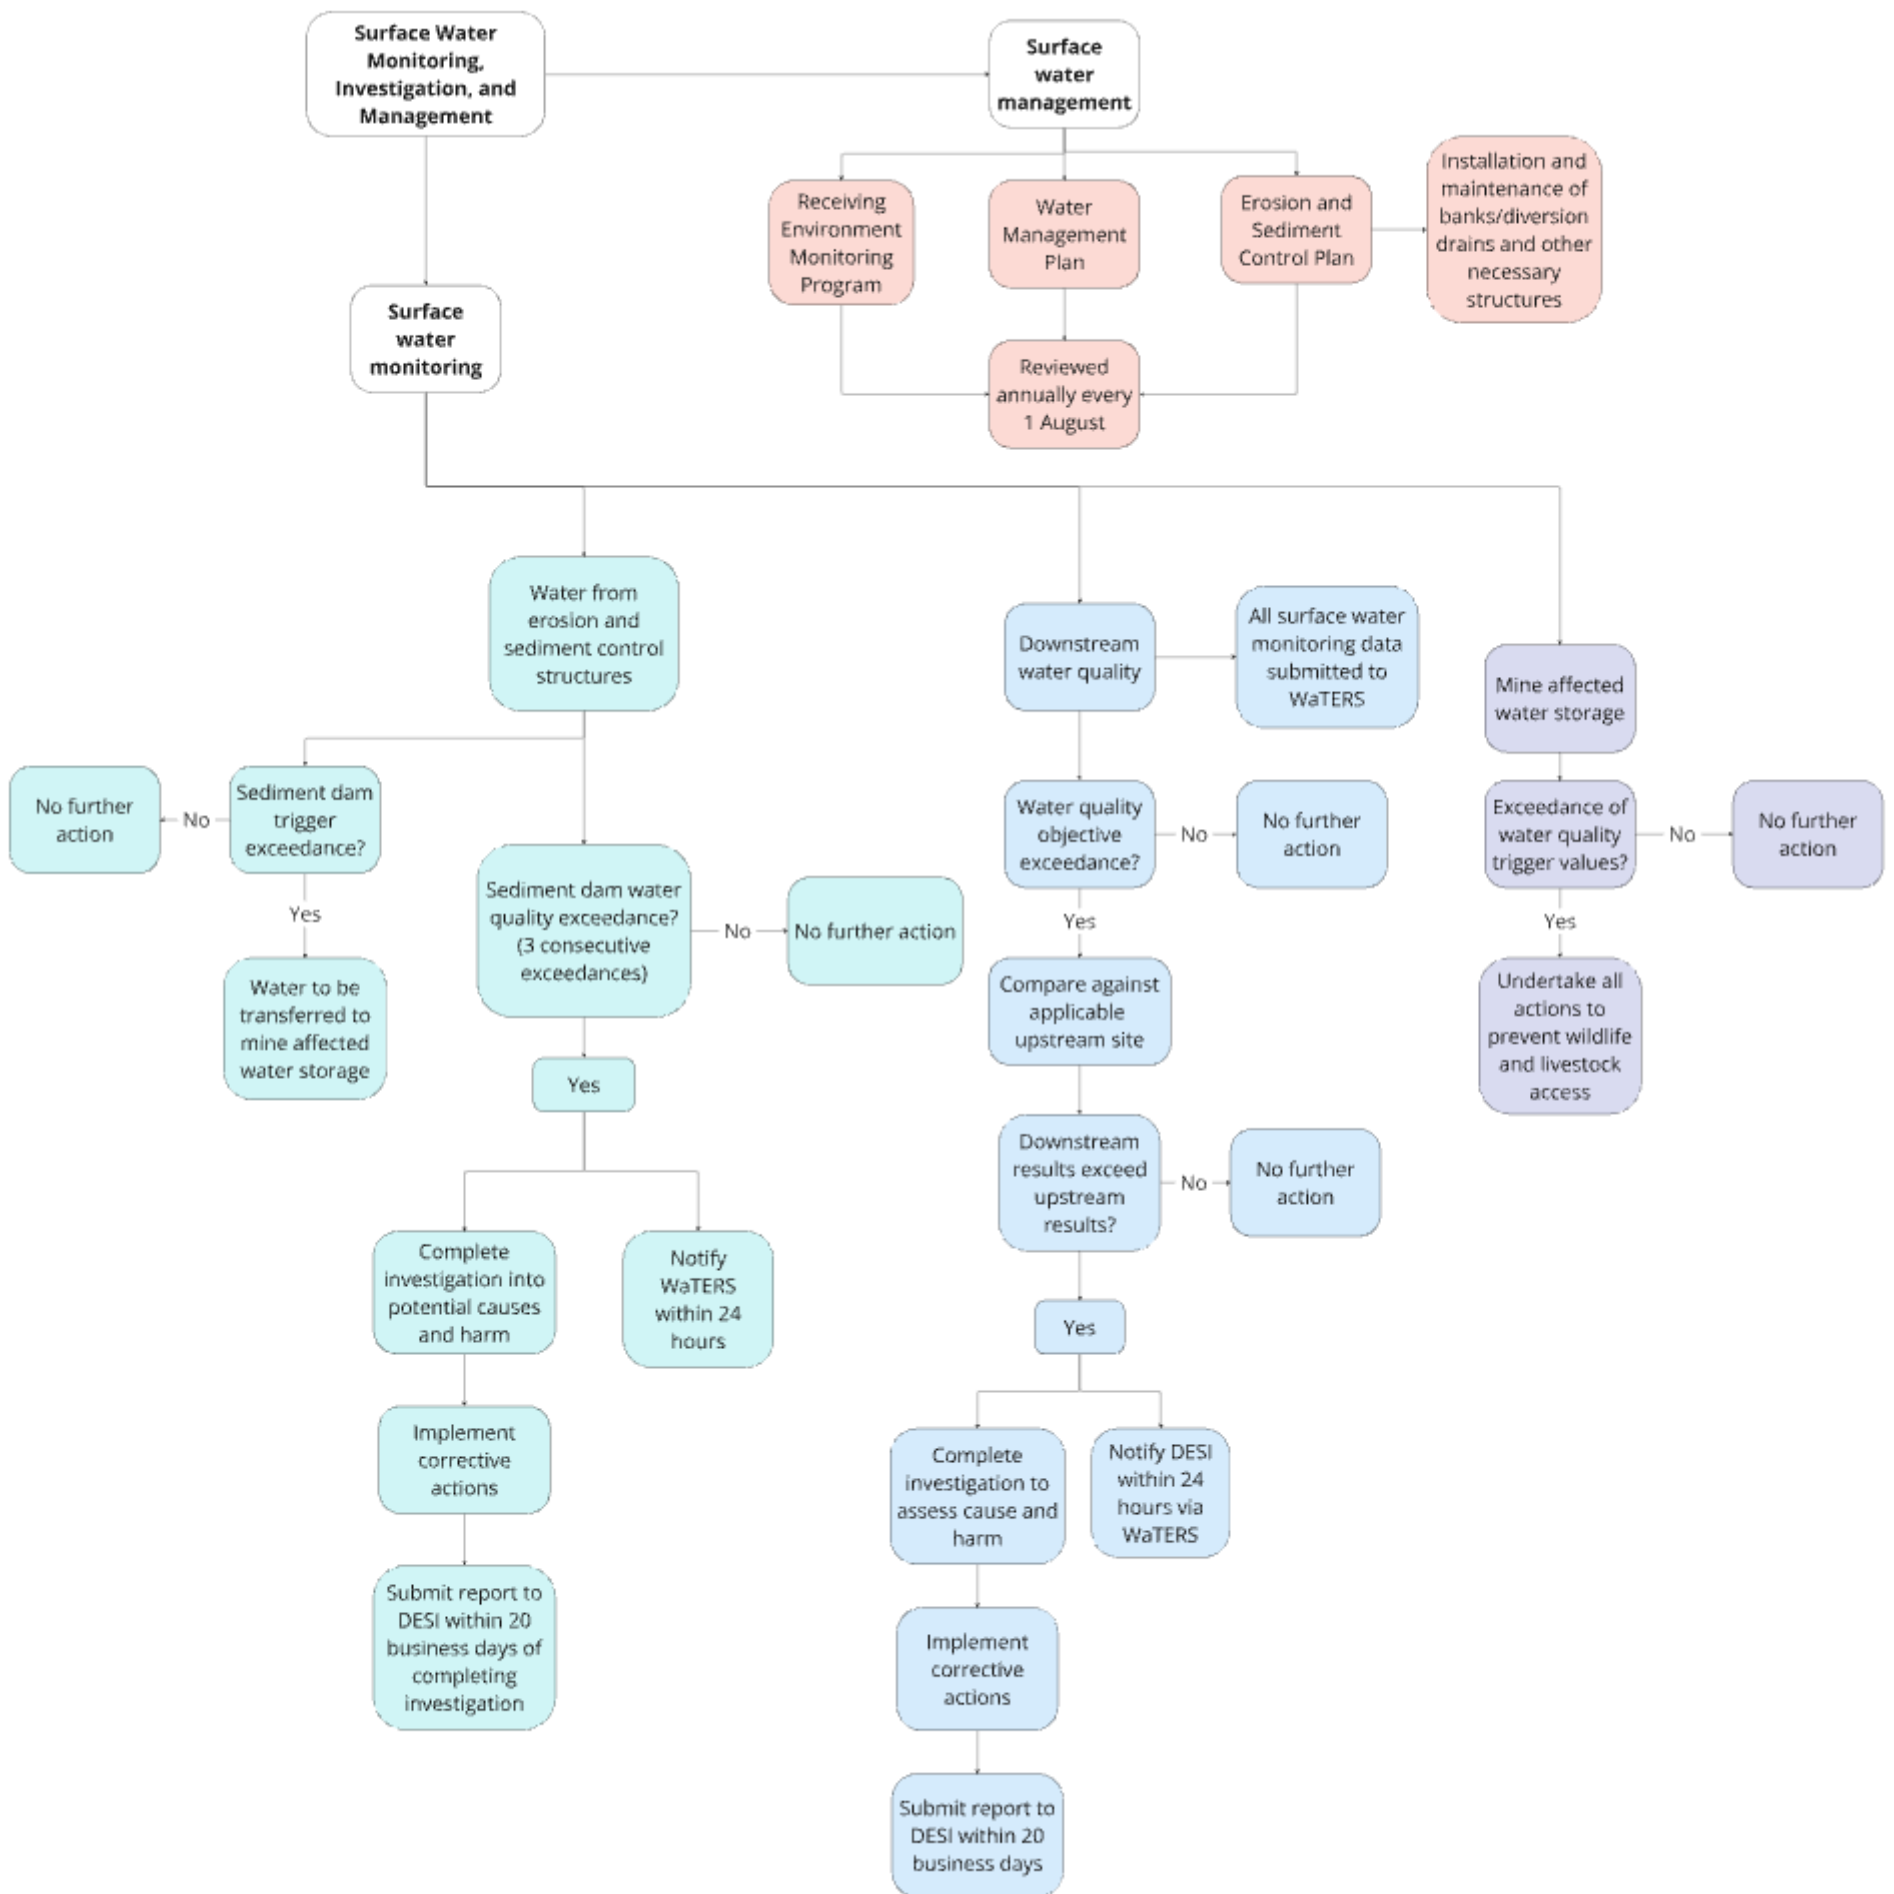 Surface Water
Monitoring,
Investigation, and
Management
Surface
water
management
Receiving
Environment
Monitoring
Program
Water
Management
Plan
Erosion and
Sediment
Control Plan
Installation and
maintenance of
banks/diversion
drains and other
necessary
structures
Reviewed
annually every
1 August
Surface
water
monitoring
Water from
erosion and
sediment control
structures
Sediment dam
trigger
exceedance?
No
No further
action
Yes
Water to be
transferred to
mine affected
water storage
Sediment dam water
quality exceedance?
(3 consecutive
exceedances)
No
No further action
Yes
Complete
investigation into
potential causes
and harm
Notify
WaTERS
within 24
hours
Implement
corrective
actions
Submit report to
DESI within 20
business days of
completing
investigation
Downstream
water quality
All surface water
monitoring data
submitted to
WaTERS
Water quality
objective
exceedance?
No
No further
action
Yes
Compare against
applicable
upstream site
Downstream
results exceed
upstream
results?
No
No further
action
Yes
Complete
investigation to
assess cause and
harm
Notify DESI
within 24
hours via
WaTERS
Implement
corrective
actions
Submit report to
DESI within 20
business days
Mine affected
water storage
Exceedance of
water quality
trigger values?
No
No further
action
Yes
Undertake all
actions to
prevent wildlife
and livestock
access